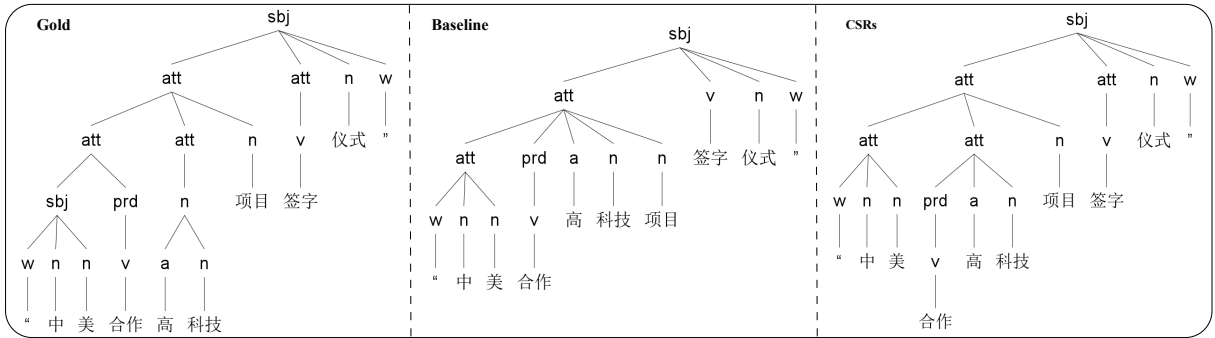 Gold
sbj
att att n w
att att n v 仪式 ”
sbj prd n 项目 签字
w n n v a n
“ 中 美 合作 高 科技
Baseline
sbj
att v n w
att prd a n n 签字 仪式 ”
w n n v 高 科技 项目
“ 中 美 合作
CSRs
sbj
att att n w
att att n v 仪式 ”
w n n prd a n 项目 签字
“ 中 美 v 高 科技
合作